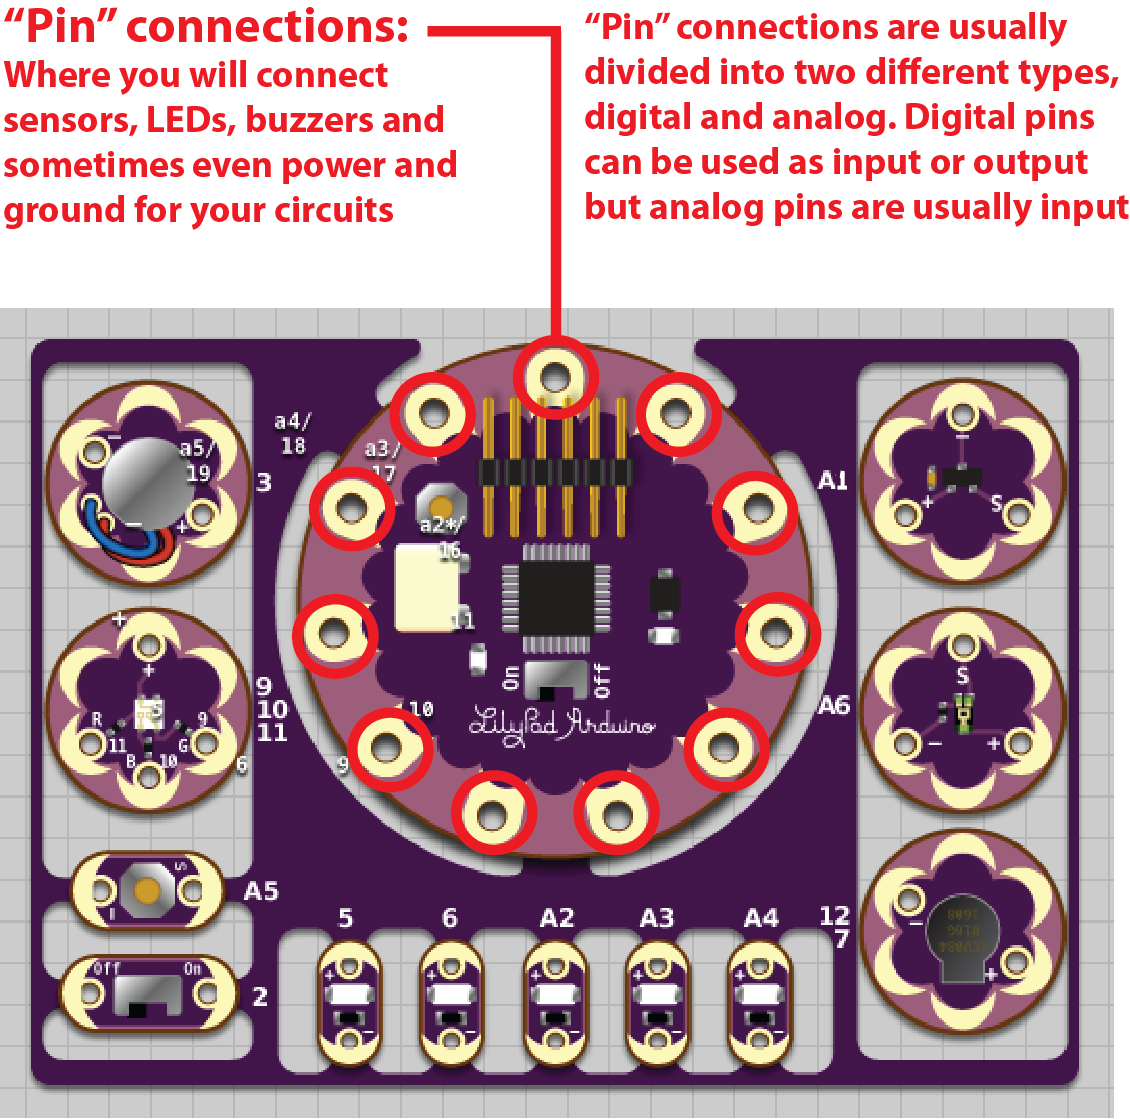 “Pin” connections:
Where you will connect
sensors, LEDs, buzzers and
sometimes even power and
ground for your circuits
“Pin” connections are usually
divided into two different types,
digital and analog. Digital pins
can be used as input or output
but analog pins are usually input
a4/
18
a3/
17
a5/
19
3
a2*/
16
11
A1
−
+
S
−
−
+
On
Off
LilyPad Arduino
10
9
+
+
S
R
9
11
G
B
10
6
9
10
11
A6
S
−
+
A5
Off
On
2
5
6
A2
A3
A4
12
7
+
+
+
+
+
−
−
−
−
−
−
+
1608